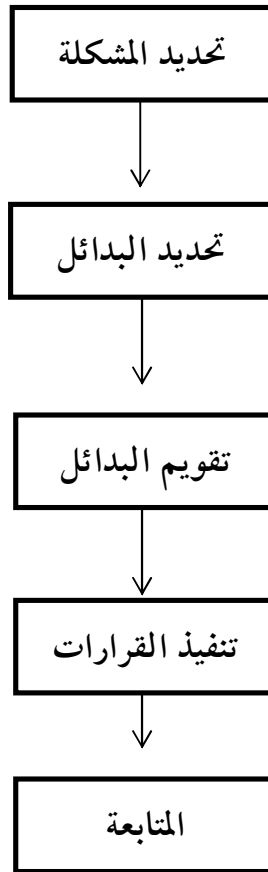 تحديد المشكلة
تحديد البدائل
تقويم البدائل
تنفيذ القرارات
المتابعة